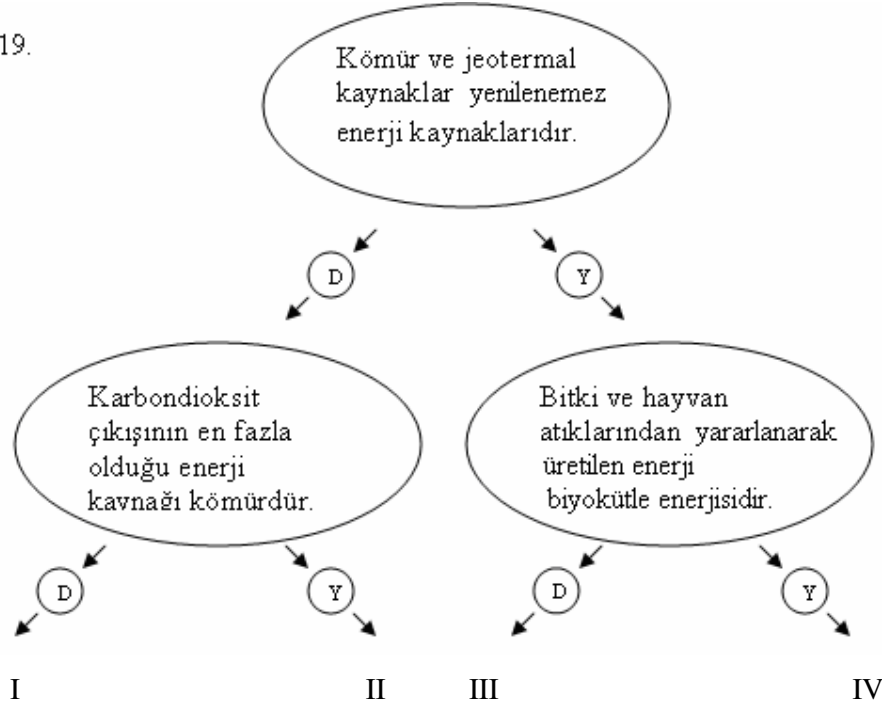 19.
Kömür ve jeotermal
kaynaklar yenilenemez
enerji kaynaklarıdır.
D
Y
Karbondioksit
çıkışının en fazla
olduğu enerji
kavnağı kömürdür.
Bitki ve hayvan
atıklarından yararlanarak
üretilen enerji
biyokütle enerjisidir.
D
Y
D
Y
I
II
III
IV